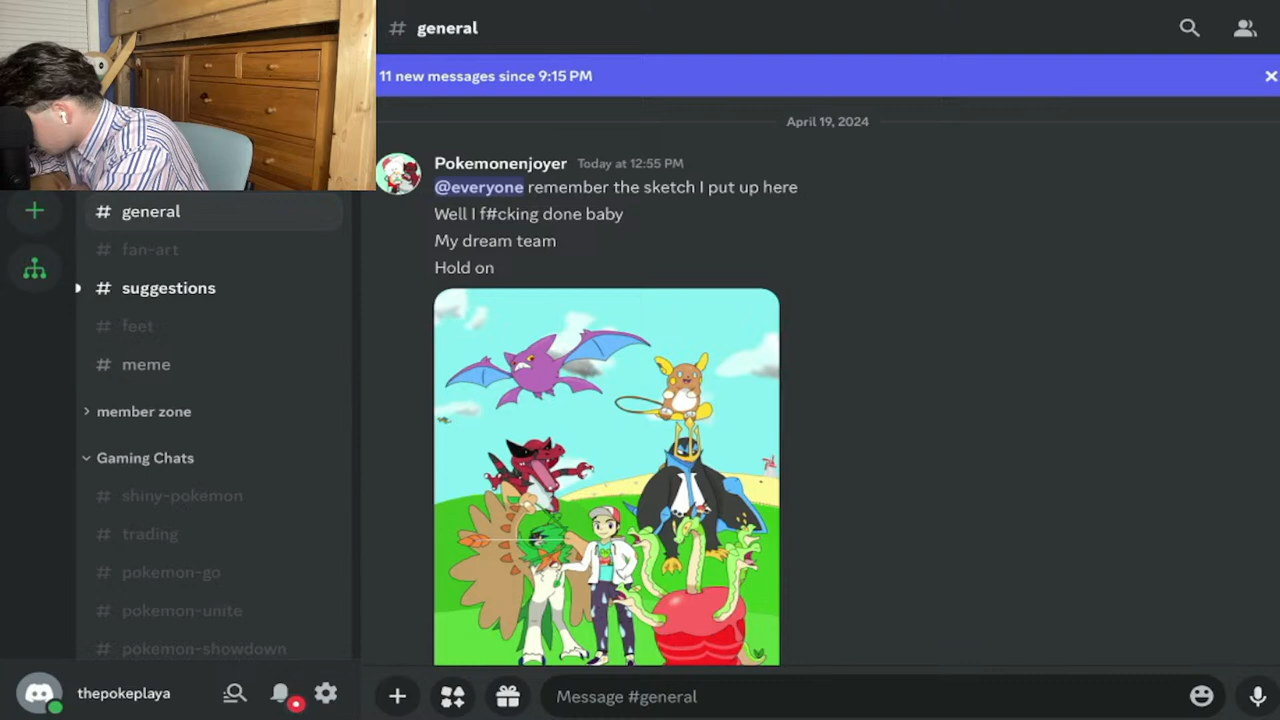 # general
11 new messages since 9:15 PM
April 19, 2024
Pokemonenjoyer Today at 12:55 PM
@everyone remember the sketch I put up here
Well I f#cking done baby
My dream team
Hold on
# general
# fan-art
# suggestions
# feet
# meme
member zone
Gaming Chats
# shiny-pokemon
# trading
# pokemon-go
# pokemon-unite
# pokemon-showdown
thepokeplaya
Message #general